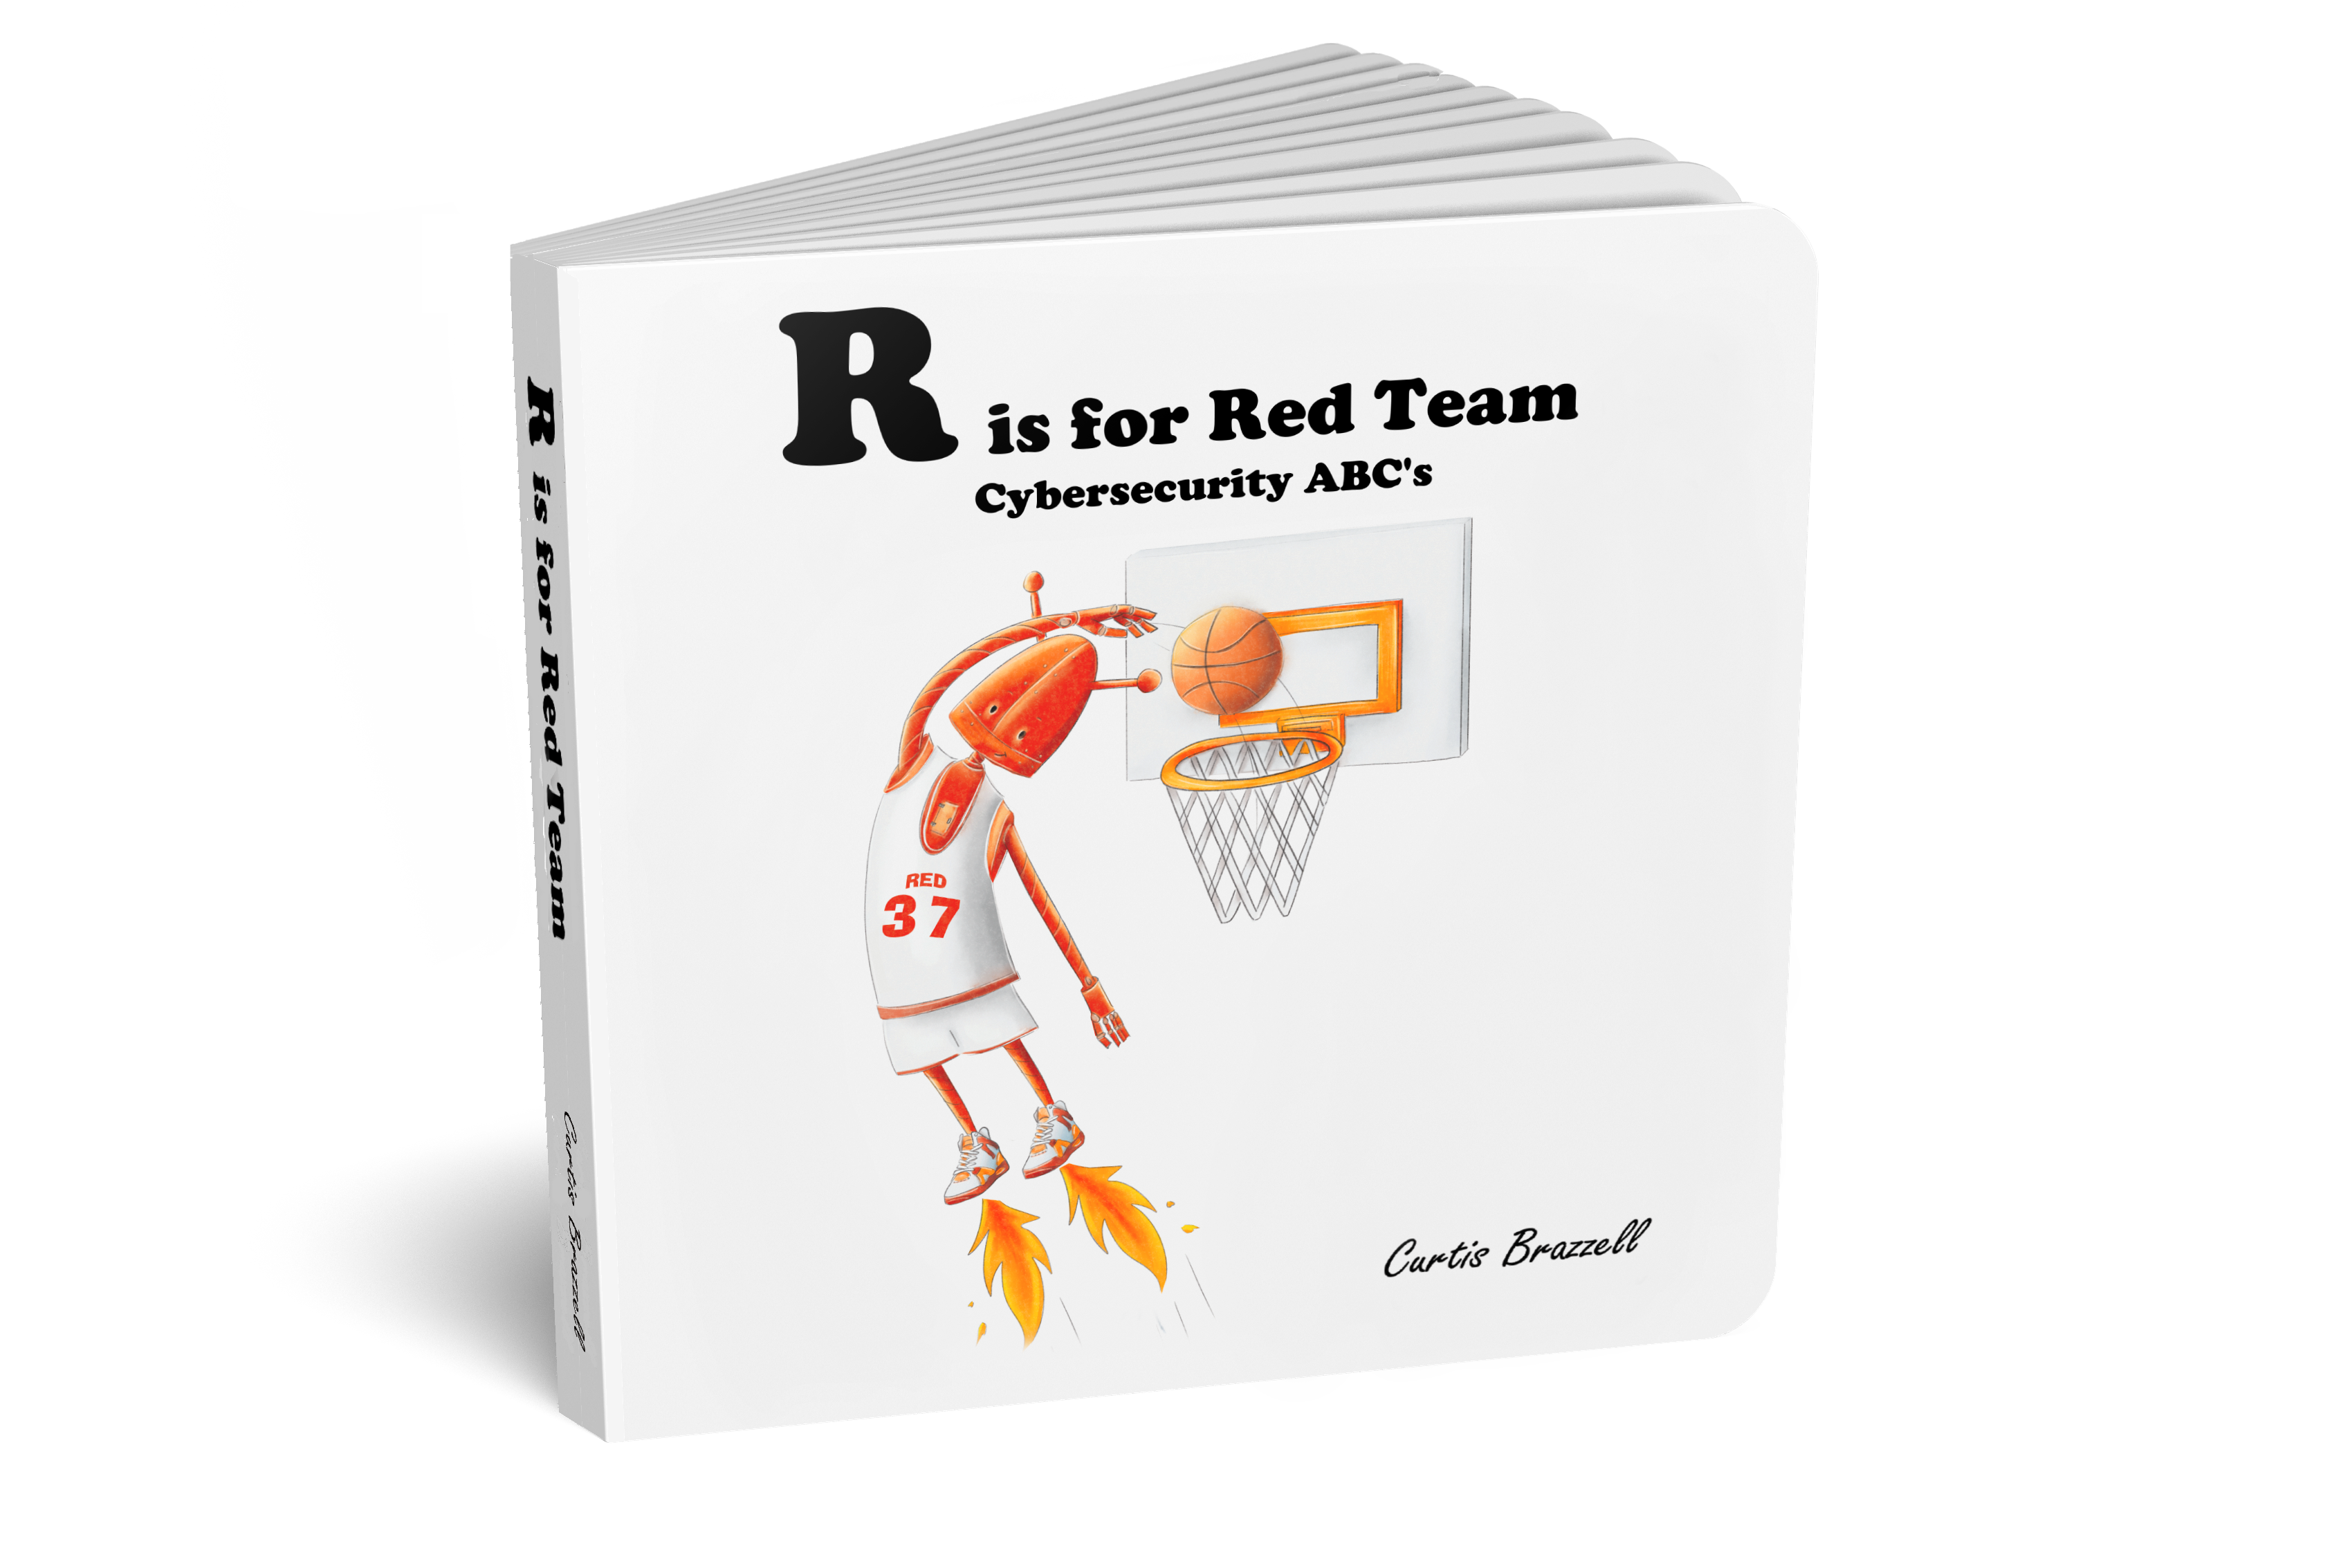 R is for Red Team
Cybersecurity ABC's
RED
37
Curtis Brazzell
R is for Red Team
Curtis Brazzell